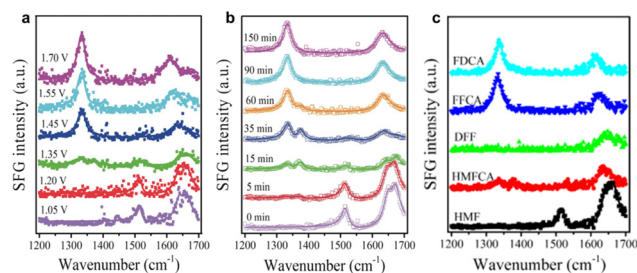 a
SFG intensity (a.u.)
1.70 V
1.55 V
1.45 V
1.35 V
1.20 V
1.05 V
1200 1300 1400 1500 1600 1700
Wavenumber (cm⁻¹)
b
SFG intensity (a.u.)
150 min
90 min
60 min
35 min
15 min
5 min
0 min
1200 1300 1400 1500 1600 1700
Wavenumber (cm⁻¹)
c
SFG intensity (a.u.)
FDCA
FFCA
DFF
HMFCA
HMF
1200 1300 1400 1500 1600 1700
Wavenumber (cm⁻¹)